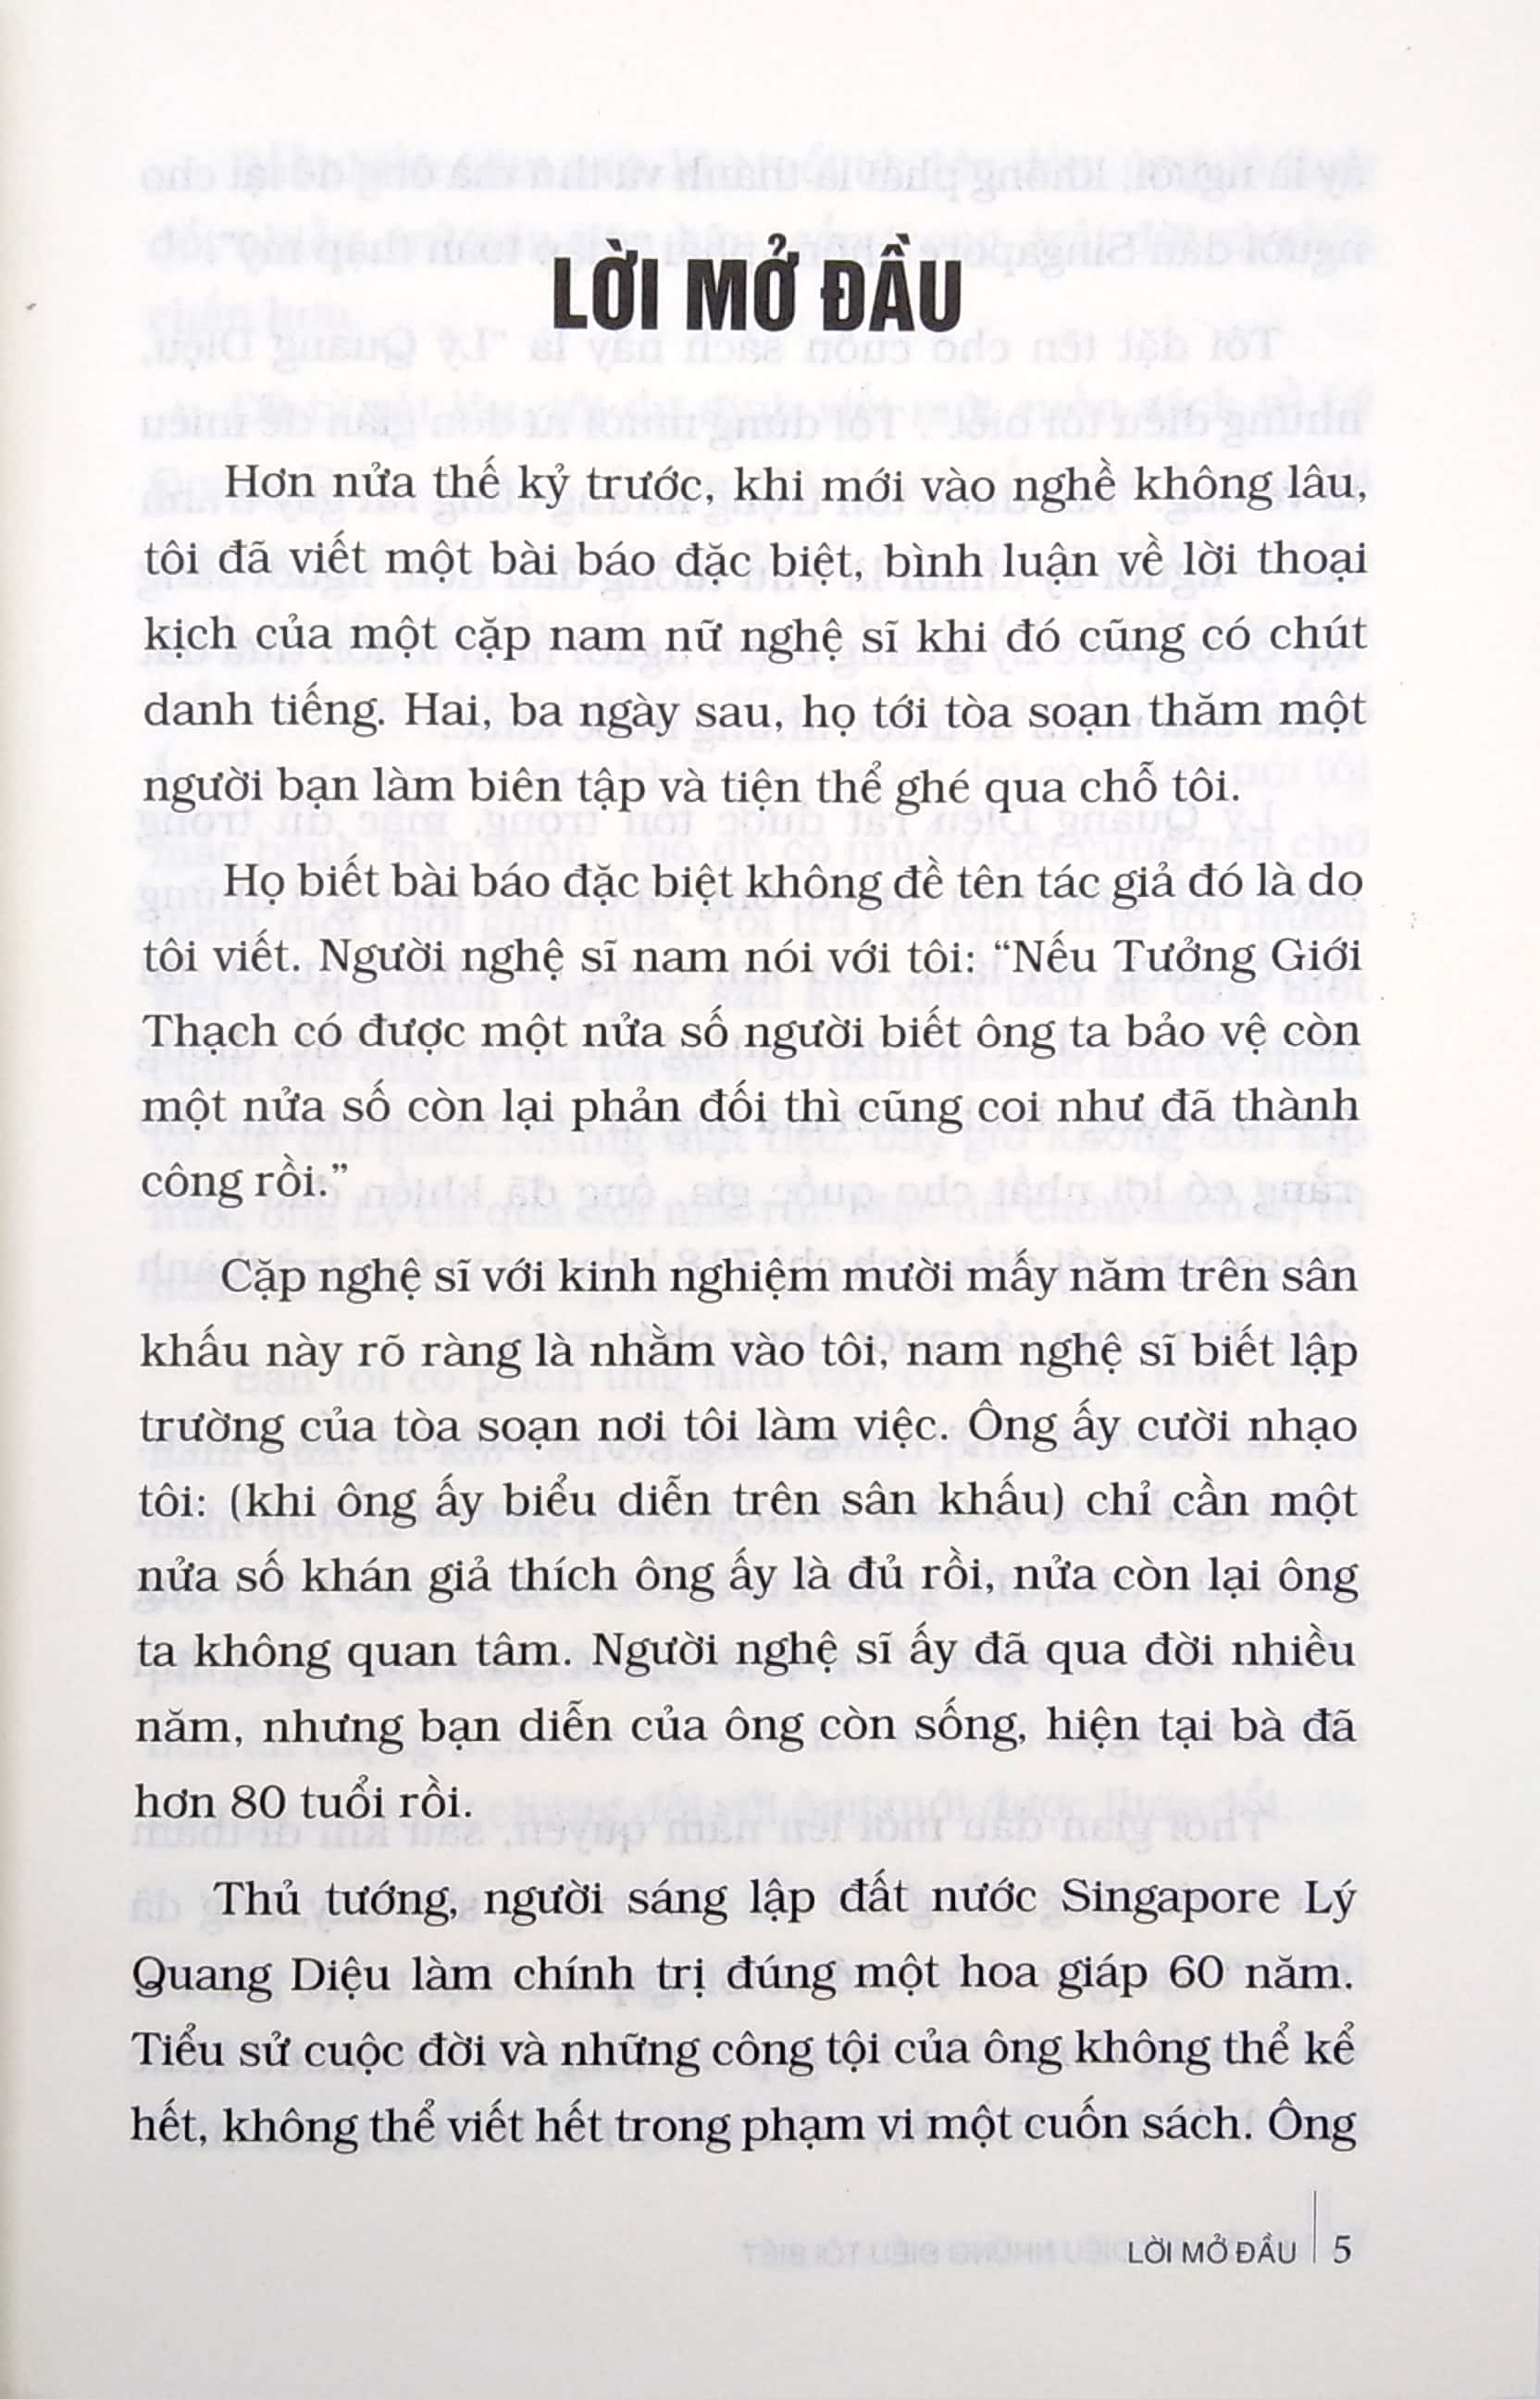 LỜI MỞ ĐẦU
Hơn nửa thế kỷ trước, khi mới vào nghề không lâu,
tôi đã viết một bài báo đặc biệt, bình luận về lời thoại
kịch của một cặp nam nữ nghệ sĩ khi đó cũng có chút
danh tiếng. Hai, ba ngày sau, họ tới tòa soạn thăm một
người bạn làm biên tập và tiện thể ghé qua chỗ tôi.
Họ biết bài báo đặc biệt không đề tên tác giả đó là do
tôi viết. Người nghệ sĩ nam nói với tôi: “Nếu Tưởng Giới
Thạch có được một nửa số người biết ông ta bảo vệ còn
một nửa số còn lại phản đối thì cũng coi như đã thành
công rồi.”
Cặp nghệ sĩ với kinh nghiệm mười mấy năm trên sân
khấu này rõ ràng là nhằm vào tôi, nam nghệ sĩ biết lập
trường của tòa soạn nơi tôi làm việc. Ông ấy cười nhạo
tôi: (khi ông ấy biểu diễn trên sân khấu) chỉ cần một
nửa số khán giả thích ông ấy là đủ rồi, nửa còn lại ông
ta không quan tâm. Người nghệ sĩ ấy đã qua đời nhiều
năm, nhưng bạn diễn của ông còn sống, hiện tại bà đã
hơn 80 tuổi rồi.
Thủ tướng, người sáng lập đất nước Singapore Lý
Quang Diệu làm chính trị đúng một hoa giáp 60 năm.
Tiểu sử cuộc đời và những công tội của ông không thể kể
hết, không thể viết hết trong phạm vi một cuốn sách. Ông
LỜI MỞ ĐẦU | 5